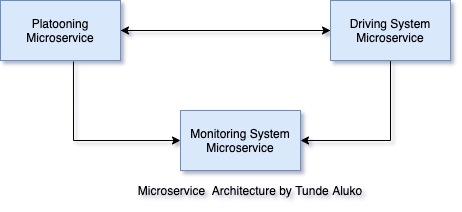 Platooning
Microservice
Driving System
Microservice
Monitoring System
Microservice
Microservice  Architecture by Tunde Aluko